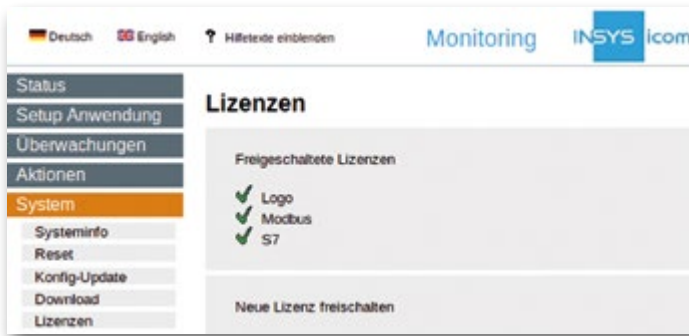 Deutsch English ? Hilfetexte einblenden Monitoring INSYS icom
Status
Setup Anwendung
Überwachungen
Aktionen
System
Systeminfo
Reset
Konfig-Update
Download
Lizenzen
Lizenzen
Freigeschaltete Lizenzen
Logo
Modbus
S7
Neue Lizenz freischalten